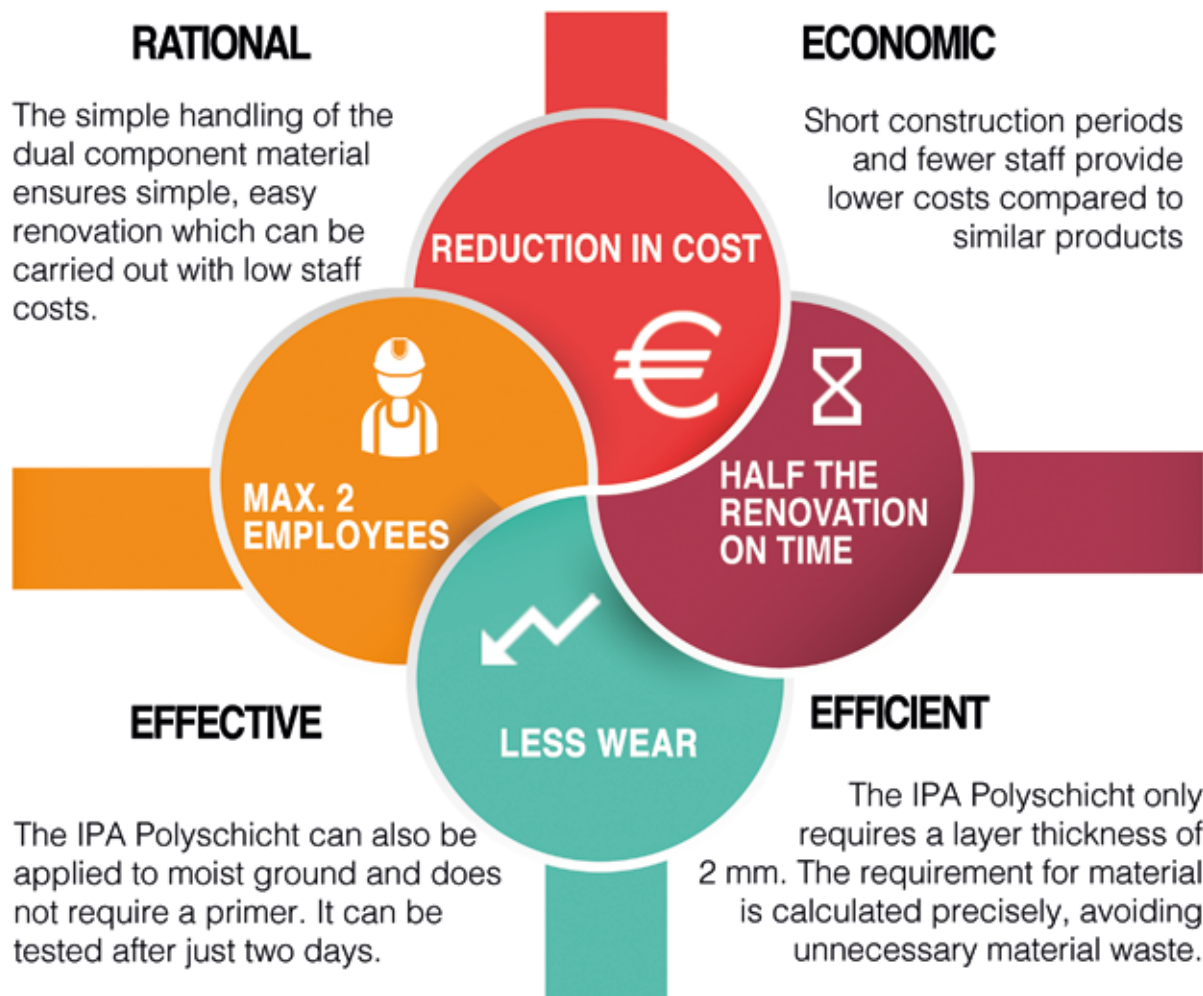 RATIONAL
The simple handling of the
dual component material
ensures simple, easy
renovation which can be
carried out with low staff
costs.
ECONOMIC
Short construction periods
and fewer staff provide
lower costs compared to
similar products
REDUCTION IN COST
€
MAX. 2
EMPLOYEES
HALF THE
RENOVATION
ON TIME
LESS WEAR
EFFECTIVE
The IPA Polyschicht can also be
applied to moist ground and does
not require a primer. It can be
tested after just two days.
EFFICIENT
The IPA Polyschicht only
requires a layer thickness of
2 mm. The requirement for material
is calculated precisely, avoiding
unnecessary material waste.